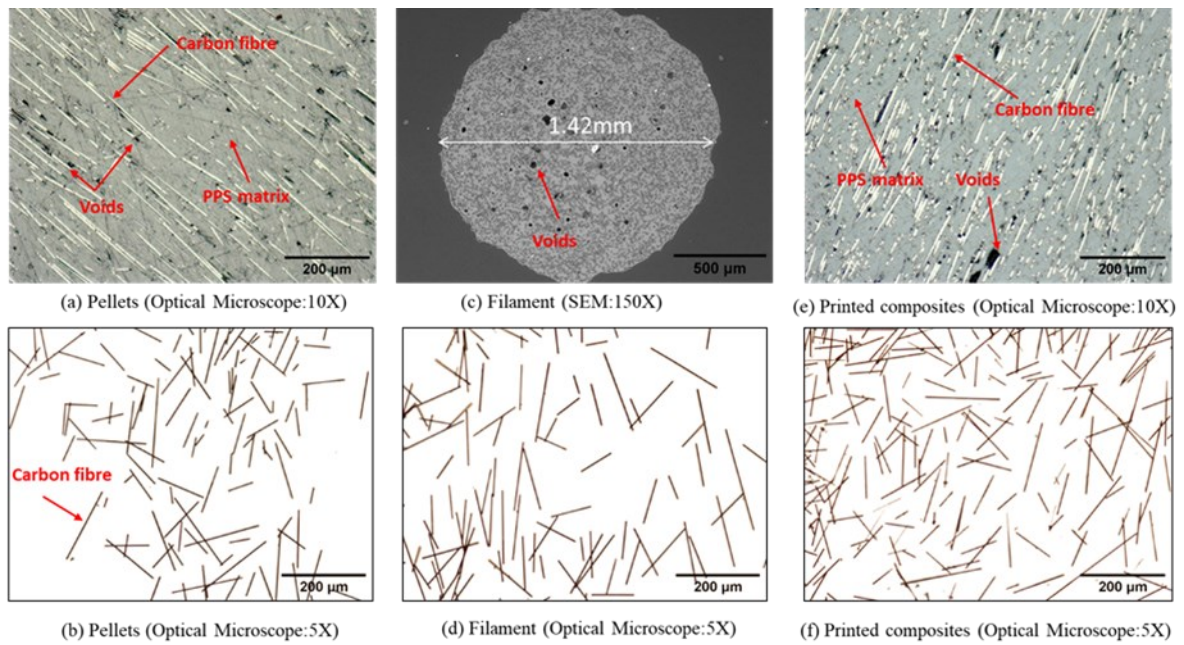 Carbon fibre
Voids
PPS matrix
200 µm
(a) Pellets (Optical Microscope:10X)
1.42mm
Voids
500 µm
(c) Filament (SEM:150X)
Carbon fibre
PPS matrix
Voids
200 µm
(e) Printed composites (Optical Microscope:10X)
Carbon fibre
200 µm
(b) Pellets (Optical Microscope:5X)
200 µm
(d) Filament (Optical Microscope:5X)
200 µm
(f) Printed composites (Optical Microscope:5X)